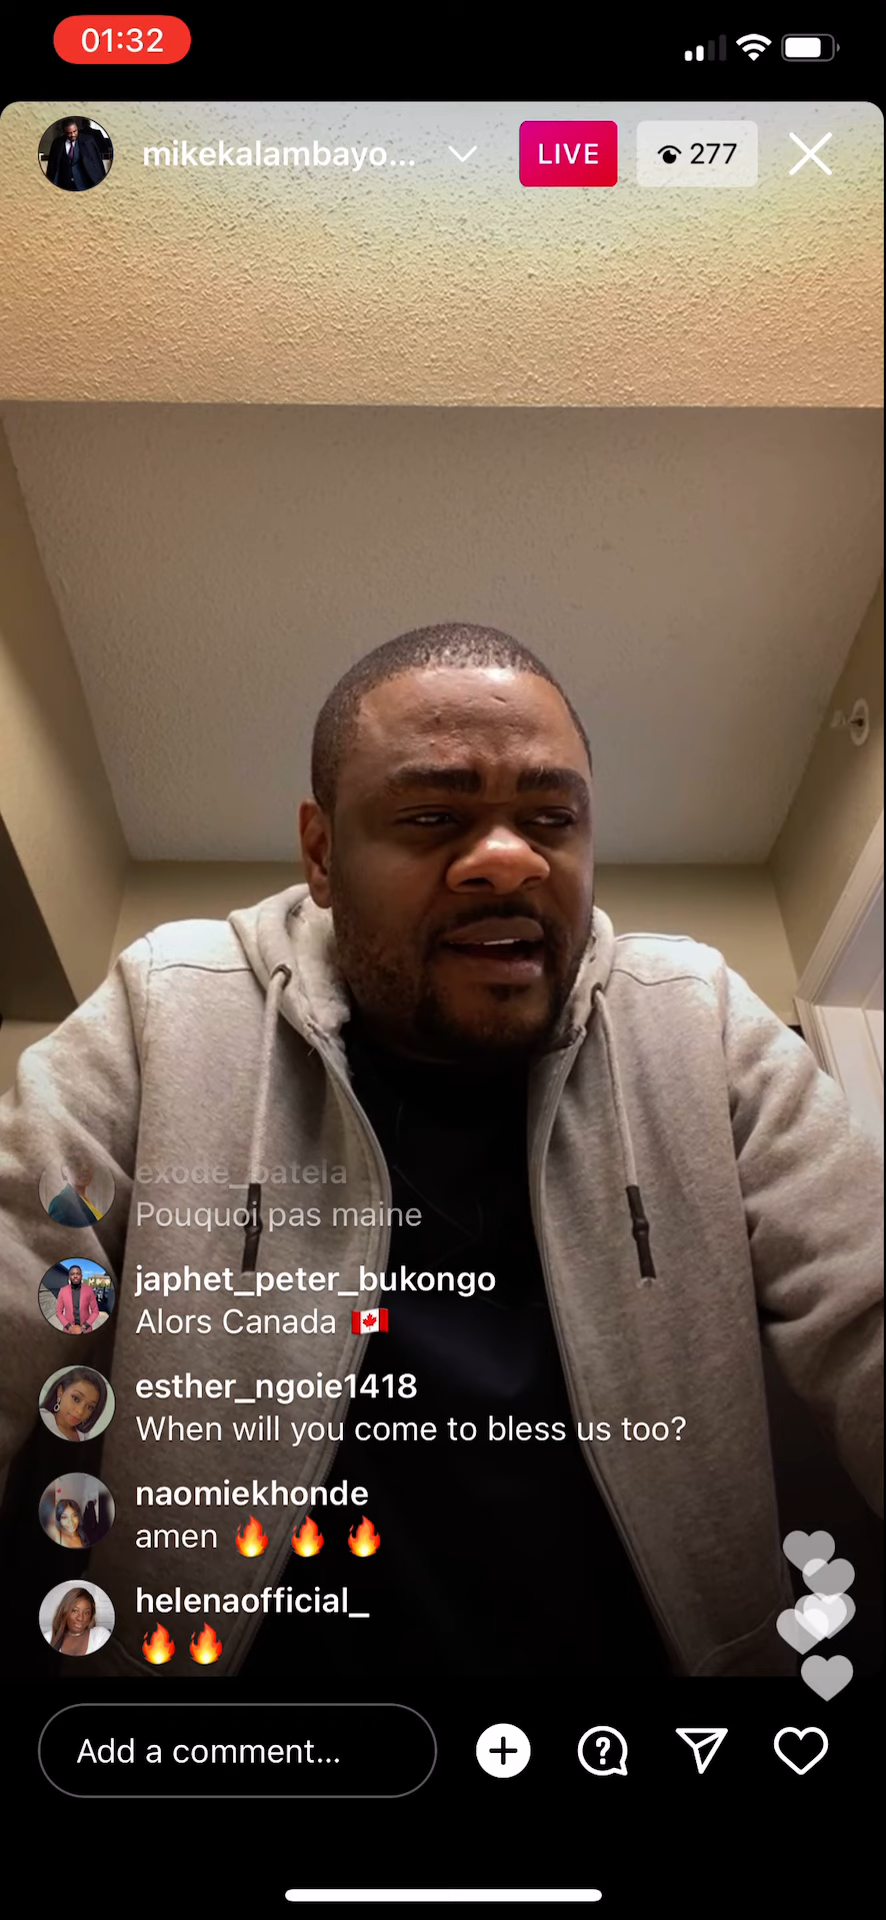 01:32
mikekalambayo...
LIVE
277
exode_batela
Pouquoi pas maine
japhet_peter_bukongo
Alors Canada 🇨🇦
esther_ngoie1418
When will you come to bless us too?
naomiekhonde
amen 🔥 🔥 🔥
helenaofficial_
🔥🔥
Add a comment...